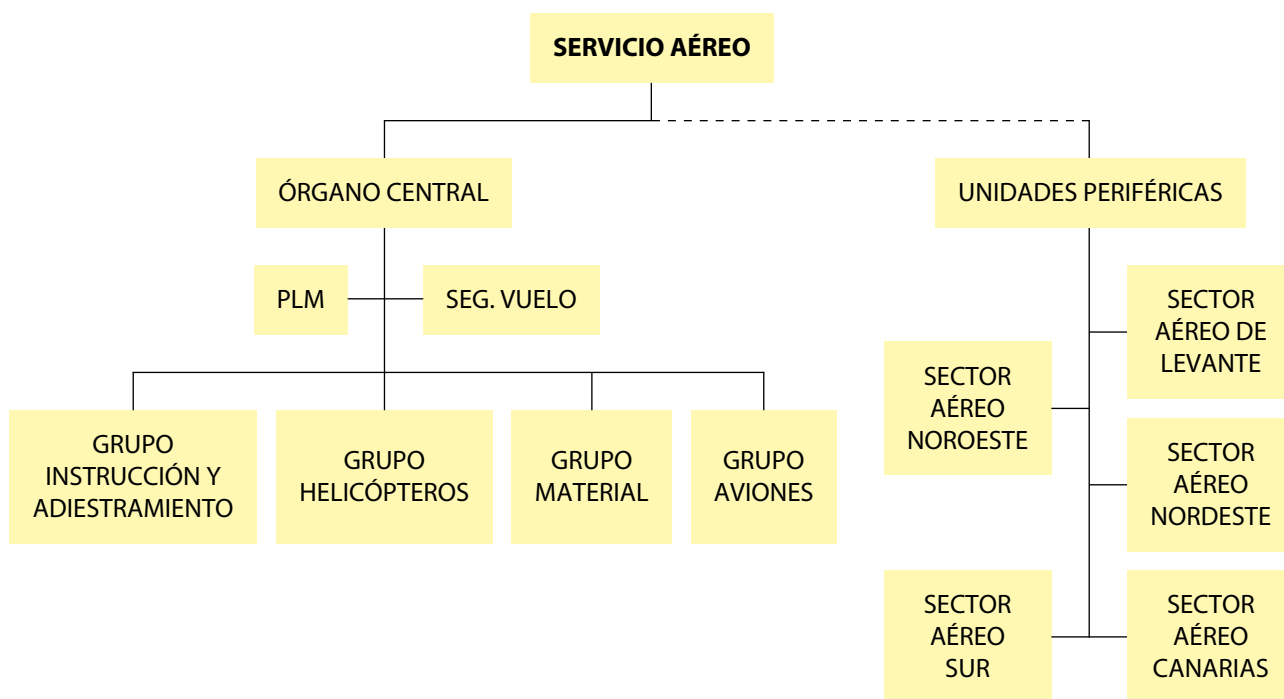 SERVICIO AÉREO
ÓRGANO CENTRAL
UNIDADES PERIFÉRICAS
PLM
SEG. VUELO
GRUPO
INSTRUCCIÓN Y
ADIESTRAMIENTO
GRUPO
HELICÓPTEROS
GRUPO
MATERIAL
GRUPO
AVIONES
SECTOR
AÉREO DE
LEVANTE
SECTOR
AÉREO
NOROESTE
SECTOR
AÉREO
NORDESTE
SECTOR
AÉREO
SUR
SECTOR
AÉREO
CANARIAS